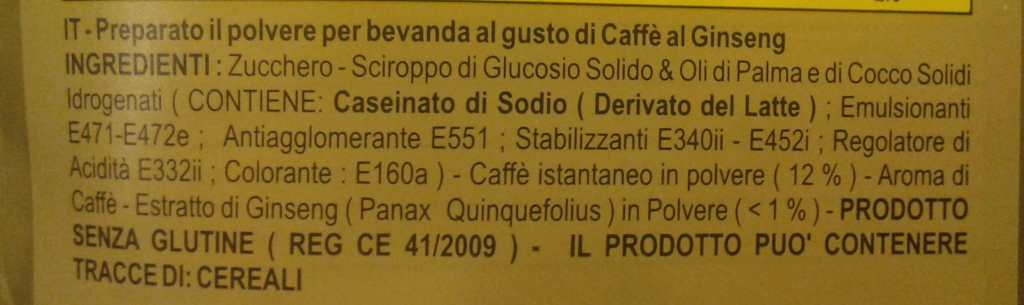 IT - Preparato il polvere per bevanda al gusto di Caffè al Ginseng
INGREDIENTI : Zucchero - Sciroppo di Glucosio Solido & Oli di Palma e di Cocco Solidi
Idrogenati ( CONTIENE: Caseinato di Sodio ( Derivato del Latte ) ; Emulsionanti
E471-E472e ; Antiagglomerante E551 ; Stabilizzanti E340ii - E452i ; Regolatore di
Acidità E332ii ; Colorante : E160a ) - Caffè istantaneo in polvere ( 12 % ) - Aroma di
Caffè - Estratto di Ginseng ( Panax Quinquefolius ) in Polvere ( < 1 % ) - PRODOTTO
SENZA GLUTINE ( REG CE 41/2009 ) - IL PRODOTTO PUO' CONTENERE
TRACCE DI: CEREALI